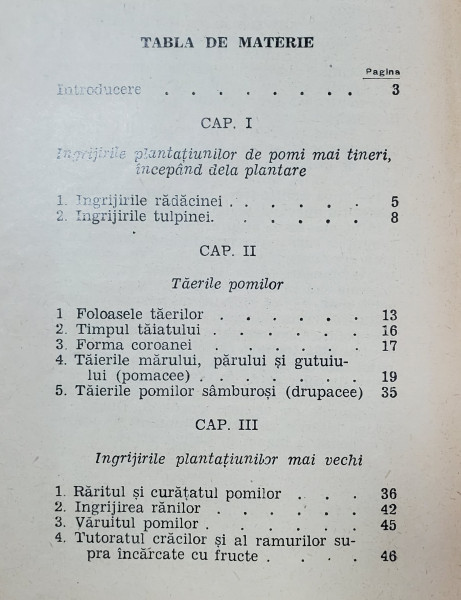 TABLA DE MATERIE
Pagina
Introducere . . . . . . . . 3
CAP. I
Ingrijirile plantațiunilor de pomi mai tineri,
începând dela plantare
1. Ingrijirile rădăcinei . . . . . . 5
2. Ingrijirile tulpinei. . . . . . 8
CAP. II
Tăerile pomilor
1 Foloasele tăerilor . . . . . . 13
2. Timpul tăiatului . . . . . . 16
3. Forma coroanei . . . . . . 17
4. Tăierile mărului, părului și gutuiu-
lui (pomacee) . . . . . . . 19
5. Tăierile pomilor sâmburoși (drupacee) 35
CAP. III
Ingrijirile plantațiunilor mai vechi
1. Răritul și curățatul pomilor . . . 36
2. Ingrijirea rănilor . . . . . . 42
3. Văruitul pomilor . . . . . . 45
4. Tutoratul crăcilor și al ramurilor su-
pra încărcate cu fructe . . . . 46